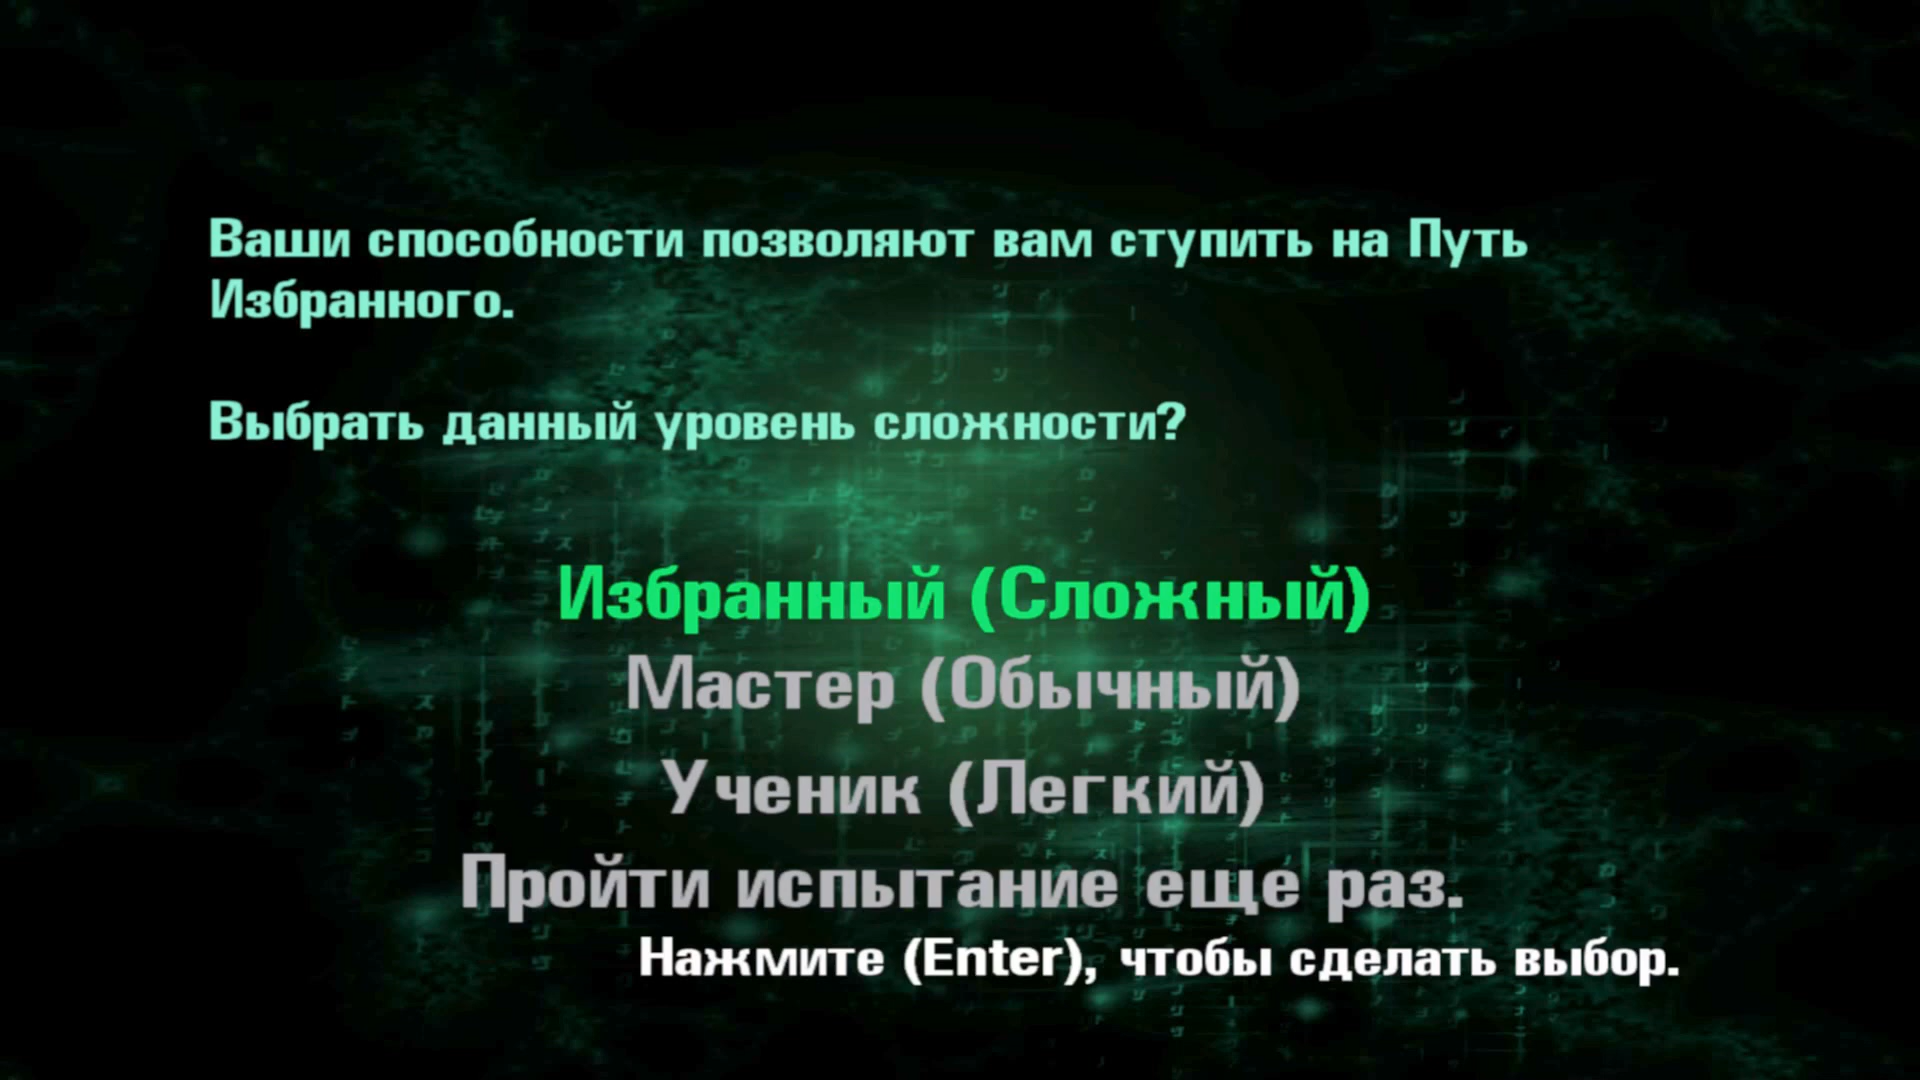 Ваши способности позволяют вам ступить на Путь
Избранного.
Выбрать данный уровень сложности?
Избранный (Сложный)
Мастер (Обычный)
Ученик (Легкий)
Пройти испытание еще раз.
Нажмите (Enter), чтобы сделать выбор.